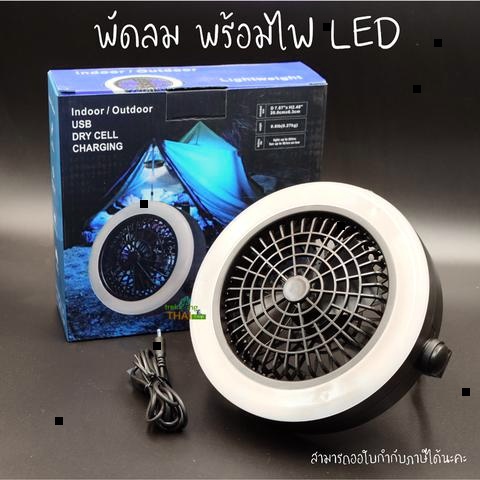 พัดลม พร้อมไฟ LED
Indoor / Outdoor
Lightweight
Indoor / Outdoor
USB
DRY CELL
CHARGING
สามารถออใบกำกับภาษีได้นะคะ